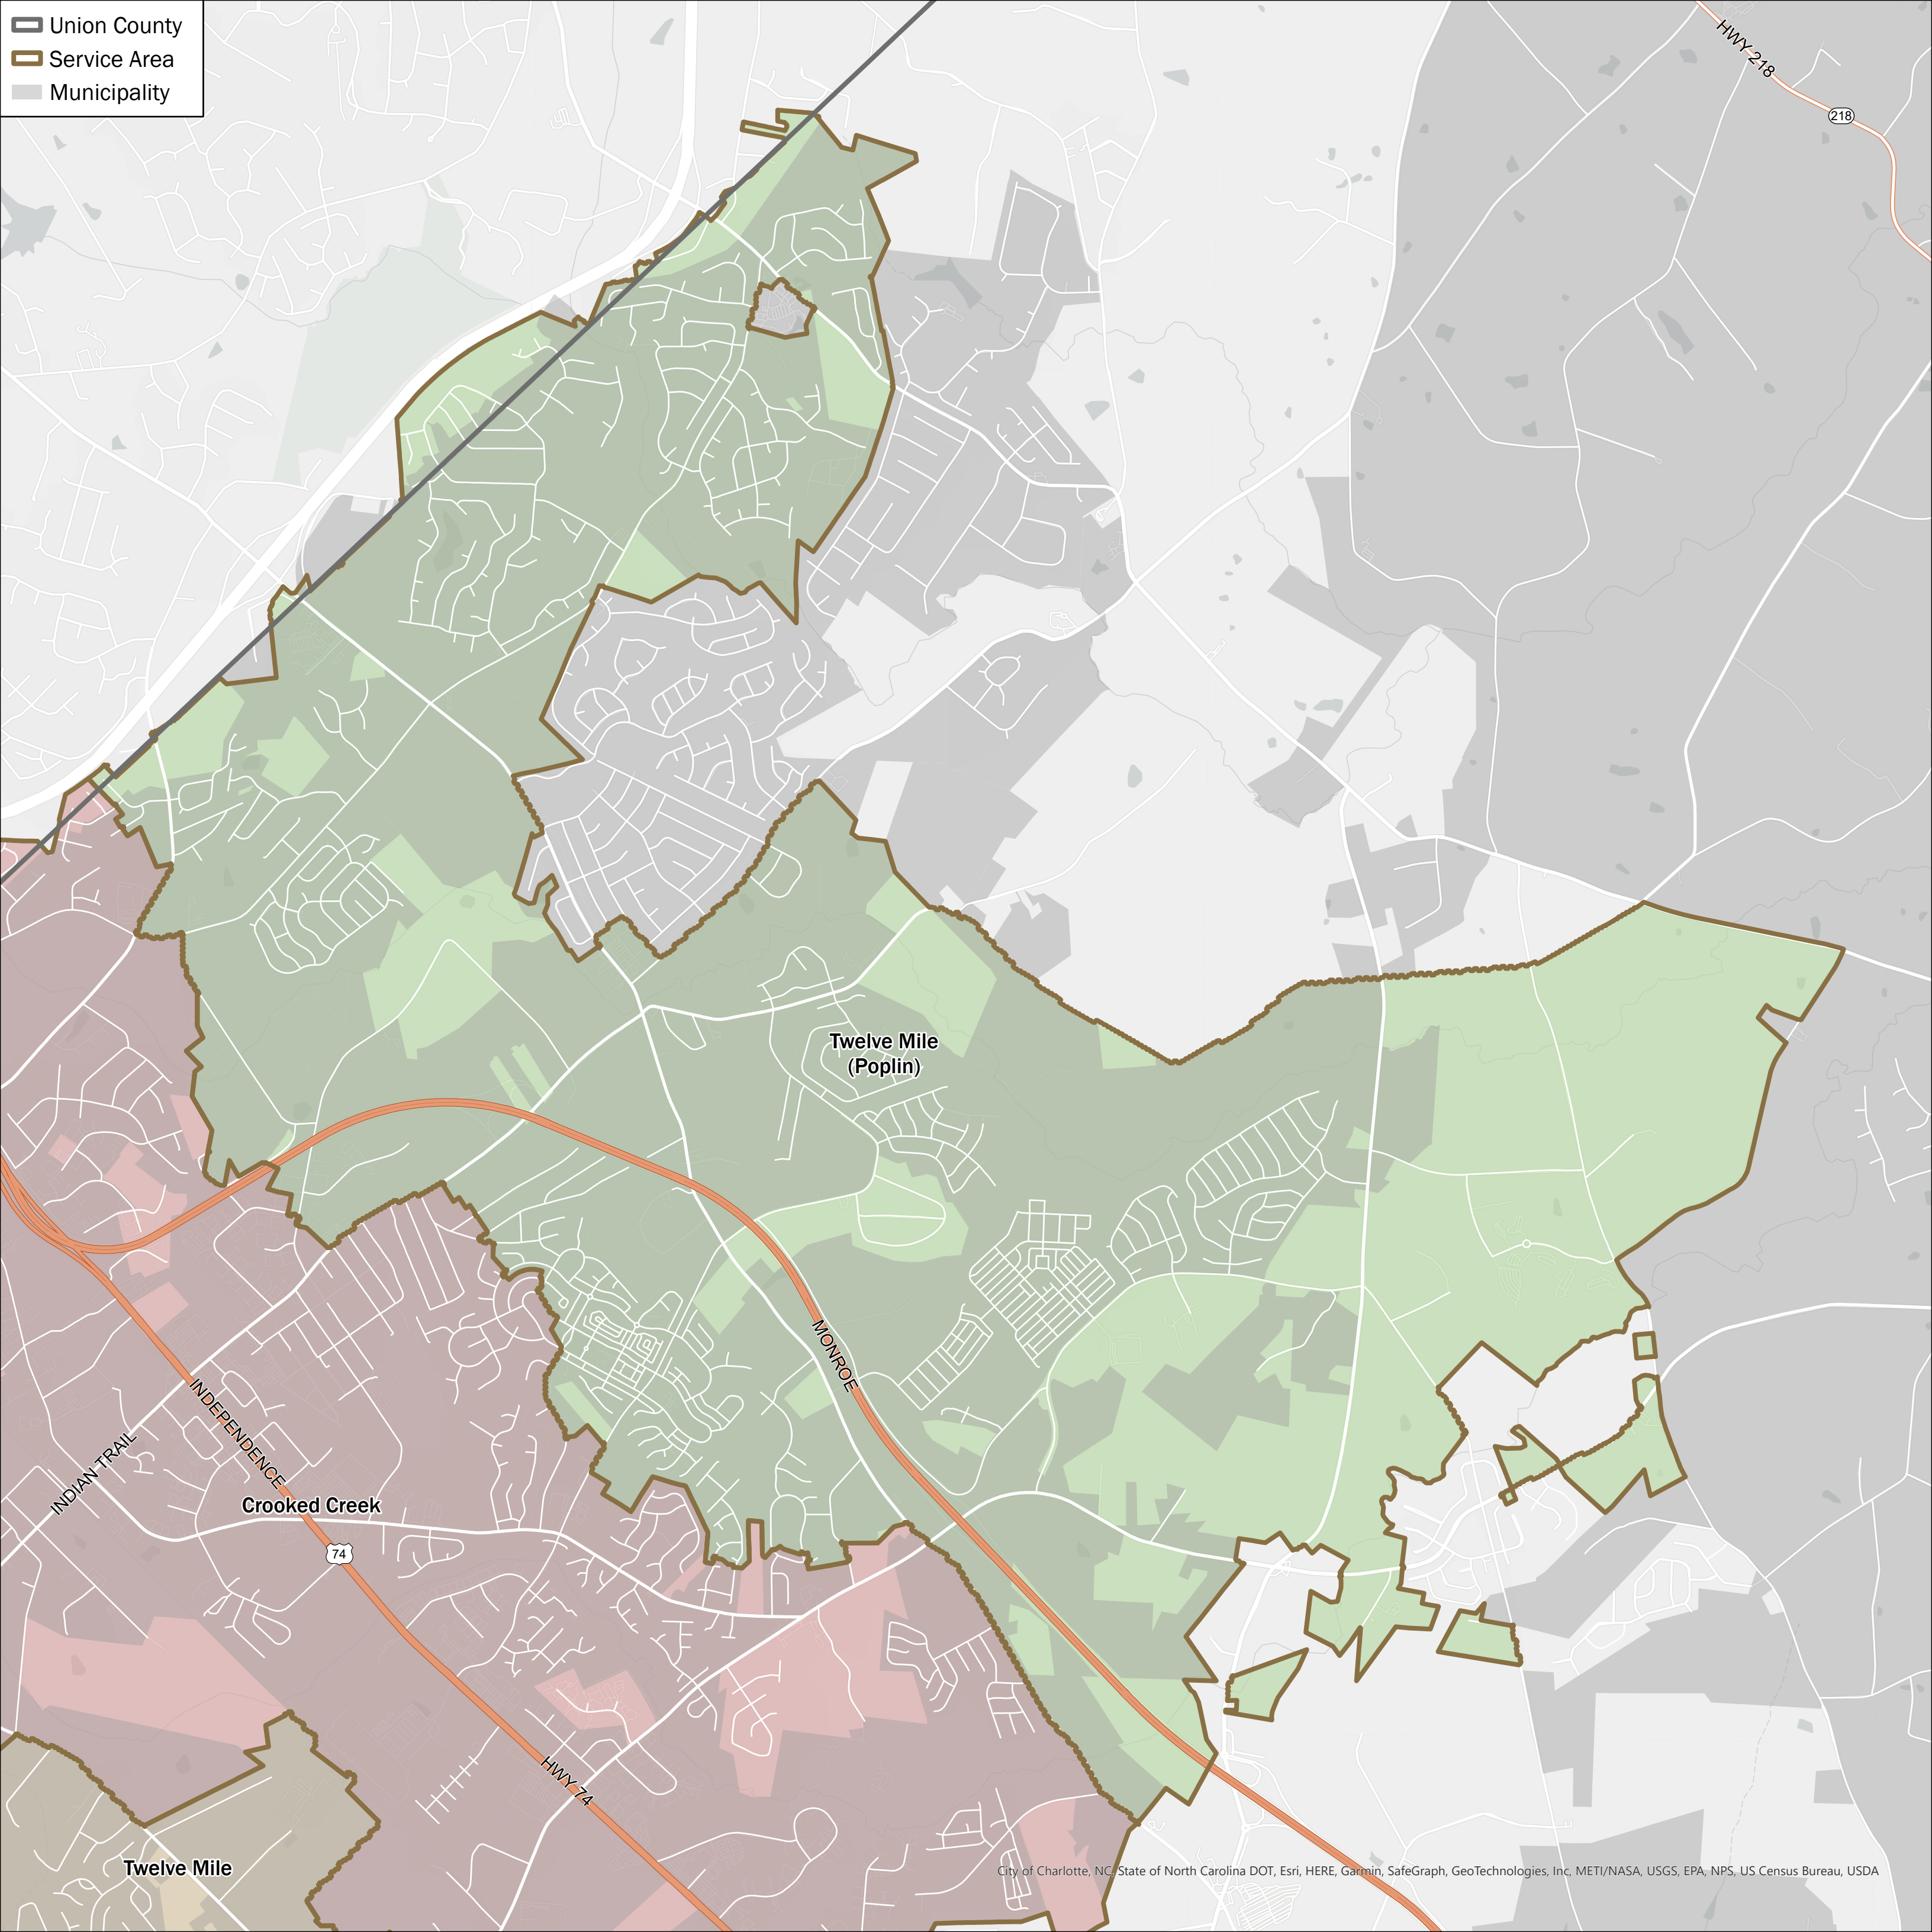 Union County
Service Area
Municipality
HWY 218
218
Twelve Mile
(Poplin)
MONROE
INDEPENDENCE
INDIAN TRAIL
Crooked Creek
74
HWY 74
Twelve Mile
City of Charlotte, NC, State of North Carolina DOT, Esri, HERE, Garmin, SafeGraph, GeoTechnologies, Inc, METI/NASA, USGS, EPA, NPS, US Census Bureau, USDA